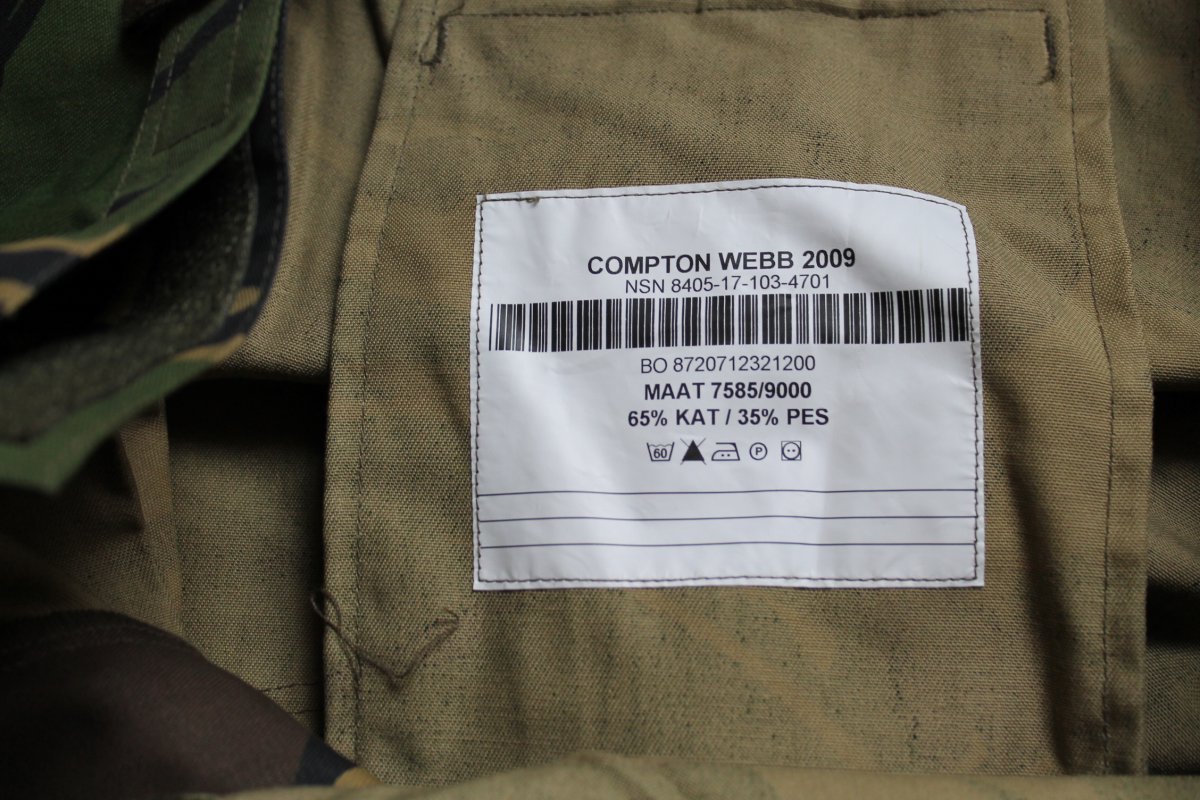 COMPTON WEBB 2009
NSN 8405-17-103-4701
BO 8720712321200
MAAT 7585/9000
65% KAT / 35% PES
60 P